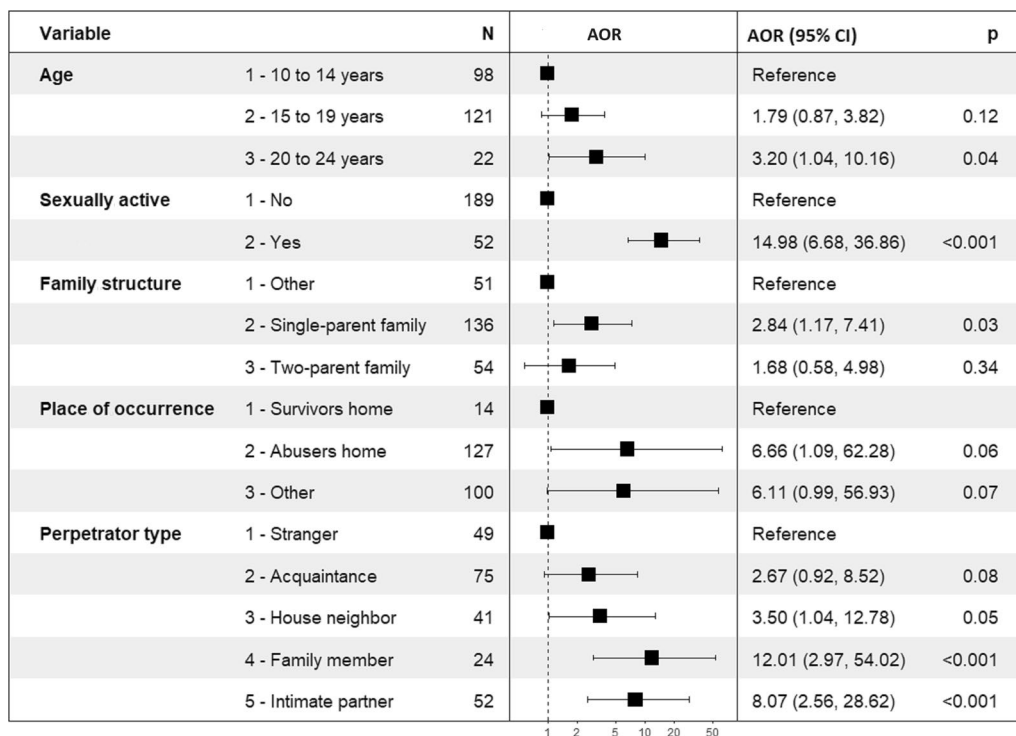 Variable N AOR AOR (95% CI) p
Age 1 - 10 to 14 years 98 Reference
2 - 15 to 19 years 121 1.79 (0.87, 3.82) 0.12
3 - 20 to 24 years 22 3.20 (1.04, 10.16) 0.04
Sexually active 1 - No 189 Reference
2 - Yes 52 14.98 (6.68, 36.86) <0.001
Family structure 1 - Other 51 Reference
2 - Single-parent family 136 2.84 (1.17, 7.41) 0.03
3 - Two-parent family 54 1.68 (0.58, 4.98) 0.34
Place of occurrence 1 - Survivors home 14 Reference
2 - Abusers home 127 6.66 (1.09, 62.28) 0.06
3 - Other 100 6.11 (0.99, 56.93) 0.07
Perpetrator type 1 - Stranger 49 Reference
2 - Acquaintance 75 2.67 (0.92, 8.52) 0.08
3 - House neighbor 41 3.50 (1.04, 12.78) 0.05
4 - Family member 24 12.01 (2.97, 54.02) <0.001
5 - Intimate partner 52 8.07 (2.56, 28.62) <0.001
1 2 5 10 20 50